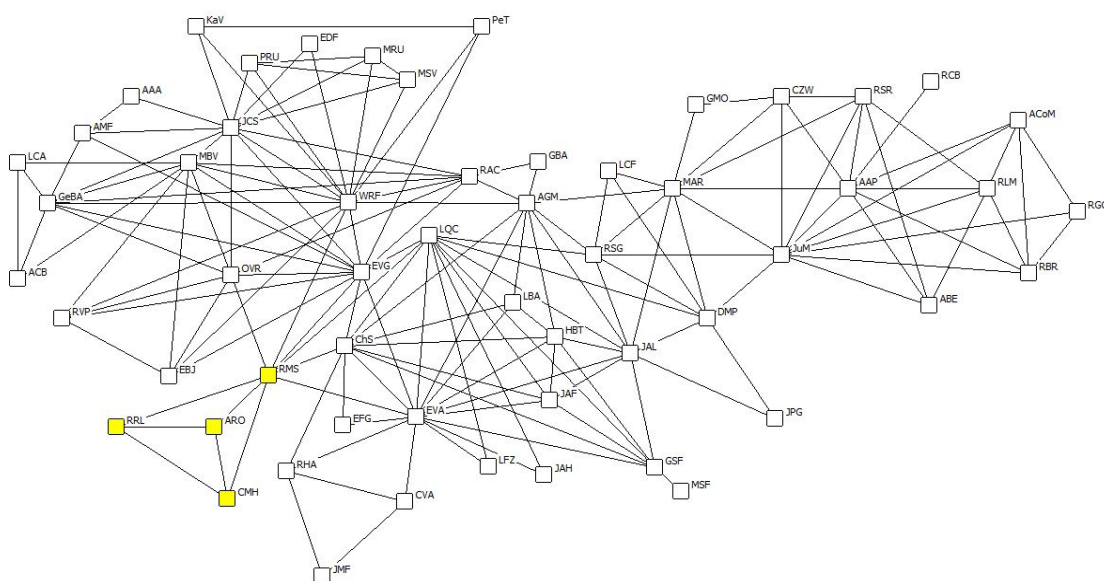 KaV
PeT
EDF
PRU
MRU
MSV
RCB
CZW
RSR
GMO
AAA
ACoM
AMF
JCS
LCA
MBV
GBA
RAC
LCF
GeBA
WRF
AGM
MAR
AAP
RLM
RGO
LQC
RSG
JuM
ACB
OVR
EVG
RBR
LBA
ABE
RVP
DMP
HBT
ChS
JAL
EBJ
RMS
JAF
EVA
JPG
RRL
ARO
EFG
RHA
LFZ
JAH
GSF
MSF
CMH
CVA
JMF